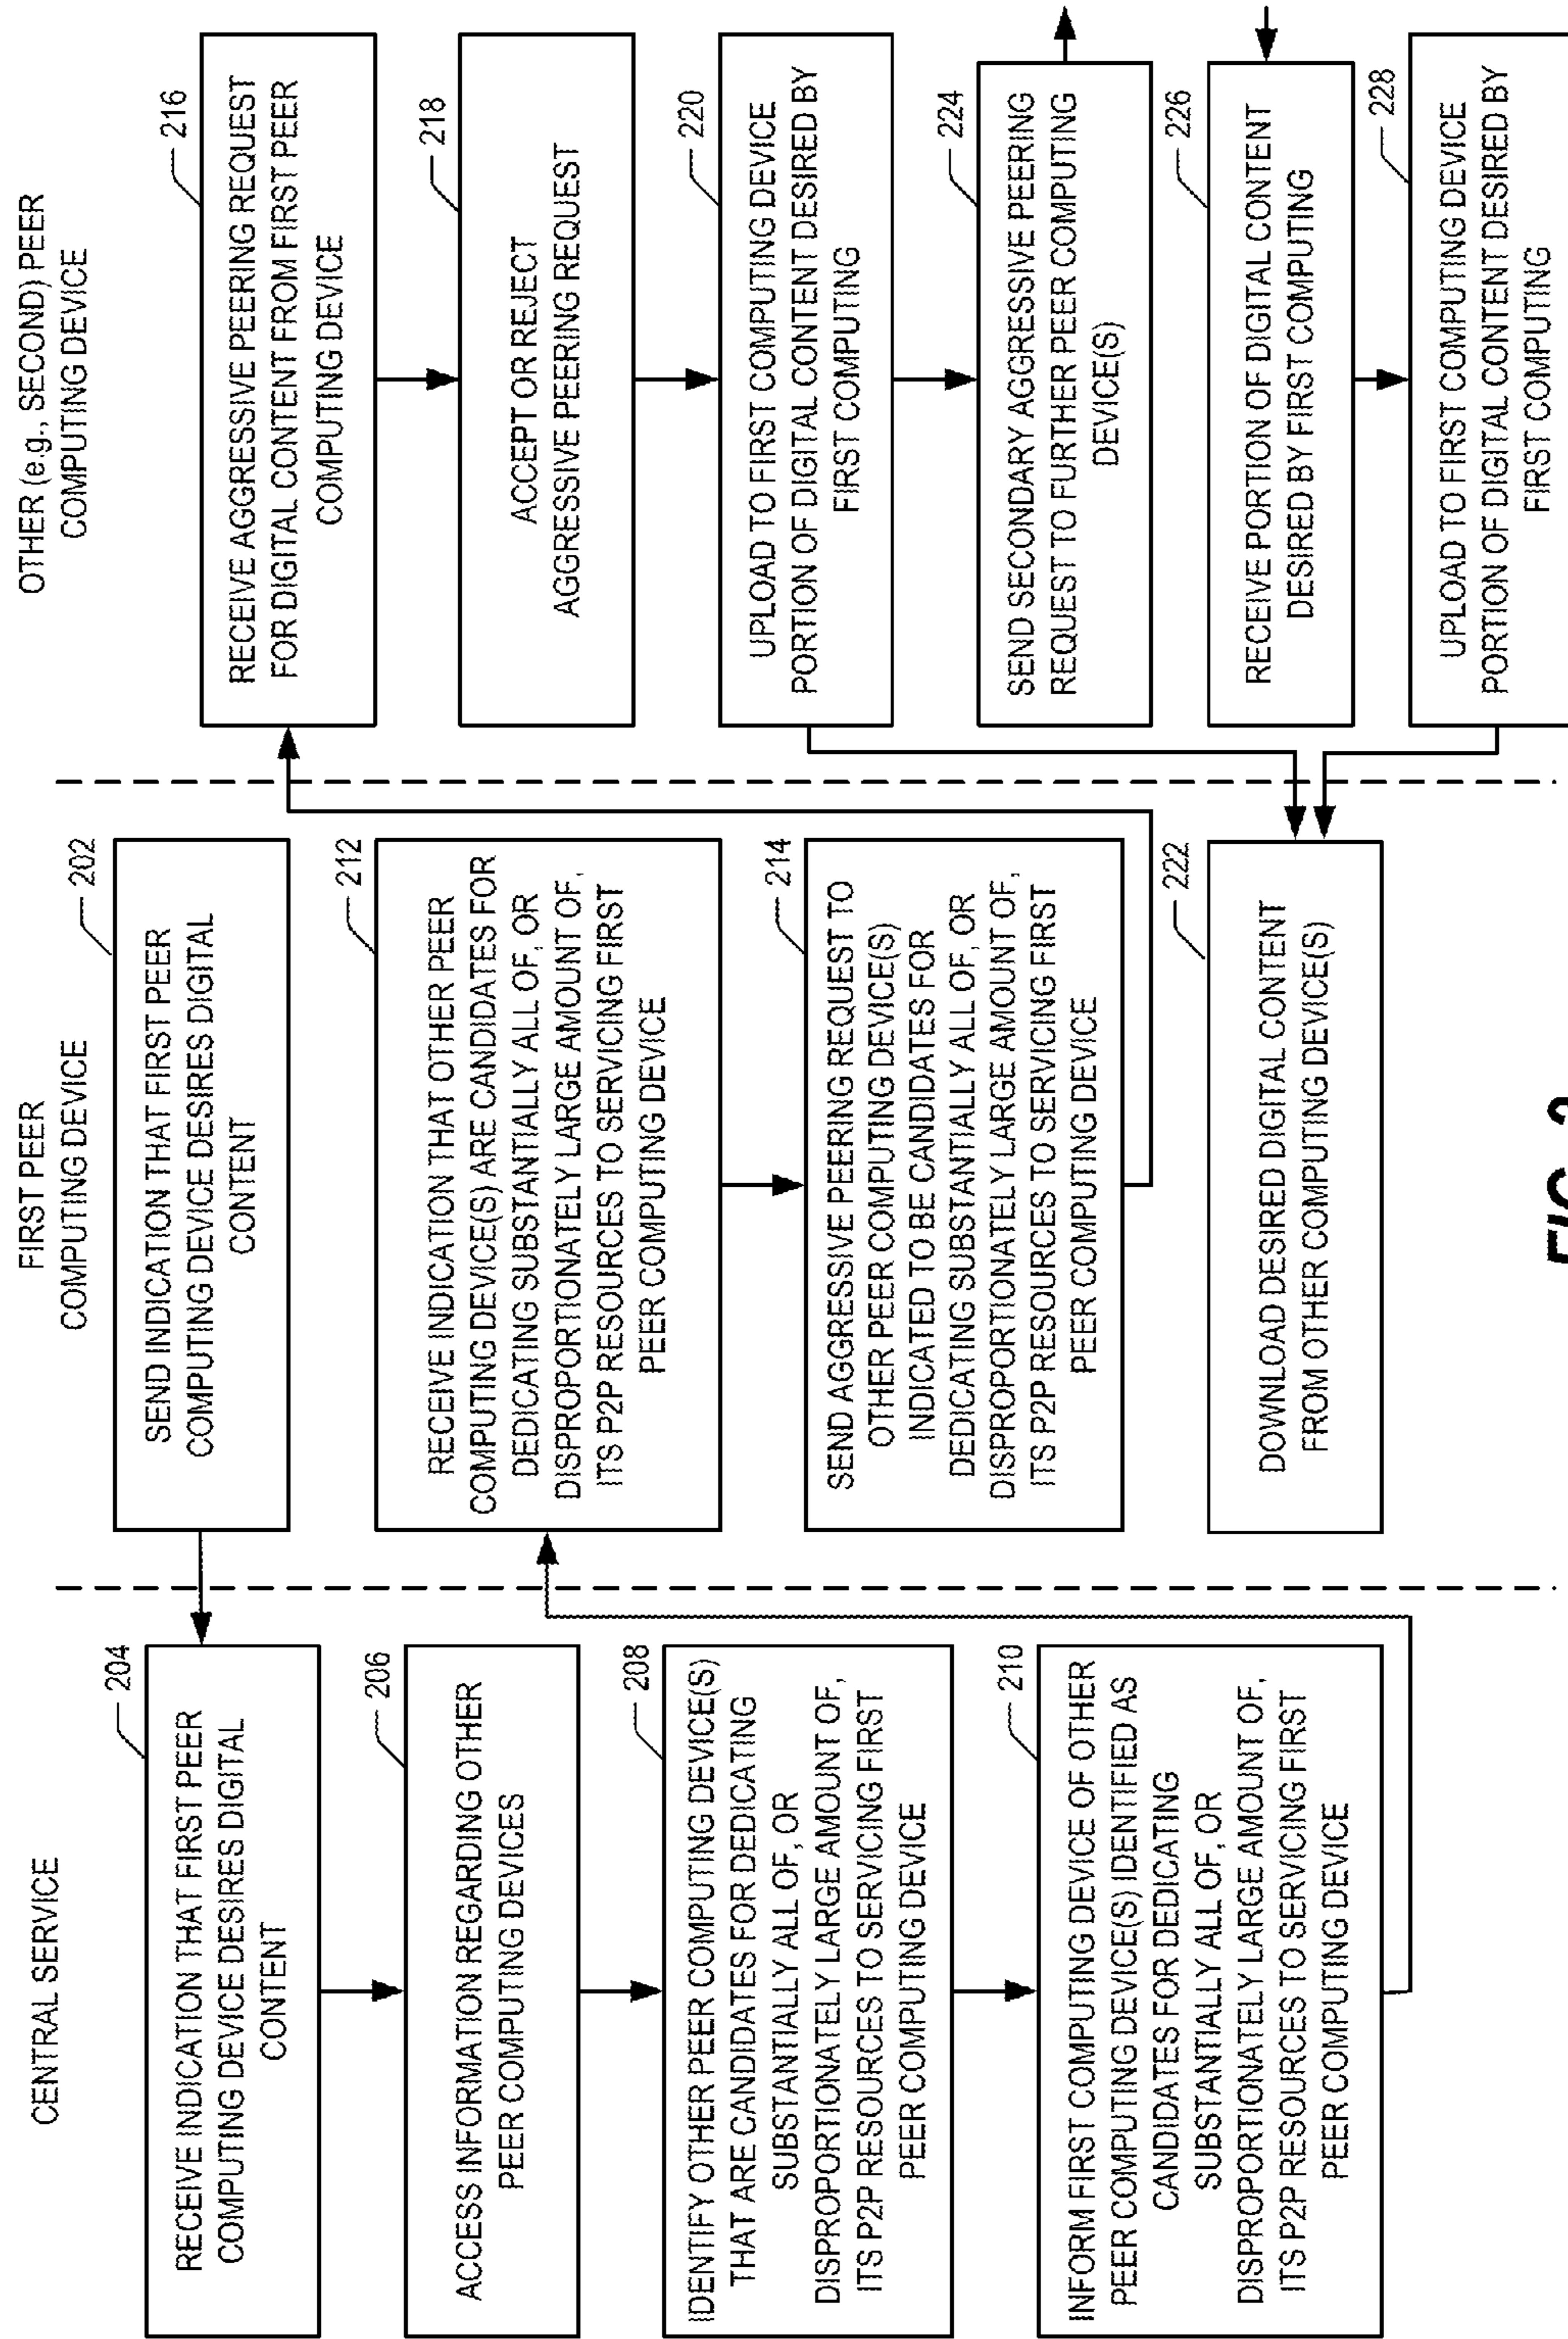 CENTRAL SERVICE
204
RECEIVE INDICATION THAT FIRST PEER
COMPUTING DEVICE DESIRES DIGITAL
CONTENT
206
ACCESS INFORMATION REGARDING OTHER
PEER COMPUTING DEVICES
208
IDENTIFY OTHER PEER COMPUTING DEVICE(S)
THAT ARE CANDIDATES FOR DEDICATING
SUBSTANTIALLY ALL OF, OR
DISPROPORTIONATELY LARGE AMOUNT OF,
ITS P2P RESOURCES TO SERVICING FIRST
PEER COMPUTING DEVICE
210
INFORM FIRST COMPUTING DEVICE OF OTHER
PEER COMPUTING DEVICE(S) IDENTIFIED AS
CANDIDATES FOR DEDICATING
SUBSTANTIALLY ALL OF, OR
DISPROPORTIONATELY LARGE AMOUNT OF,
ITS P2P RESOURCES TO SERVICING FIRST
PEER COMPUTING DEVICE
FIRST PEER
COMPUTING DEVICE
202
SEND INDICATION THAT FIRST PEER
COMPUTING DEVICE DESIRES DIGITAL
CONTENT
212
RECEIVE INDICATION THAT OTHER PEER
COMPUTING DEVICE(S) ARE CANDIDATES FOR
DEDICATING SUBSTANTIALLY ALL OF, OR
DISPROPORTIONATELY LARGE AMOUNT OF,
ITS P2P RESOURCES TO SERVICING FIRST
PEER COMPUTING DEVICE
214
SEND AGGRESSIVE PEERING REQUEST TO
OTHER PEER COMPUTING DEVICE(S)
INDICATED TO BE CANDIDATES FOR
DEDICATING SUBSTANTIALLY ALL OF, OR
DISPROPORTIONATELY LARGE AMOUNT OF,
ITS P2P RESOURCES TO SERVICING FIRST
PEER COMPUTING DEVICE
222
DOWNLOAD DESIRED DIGITAL CONTENT
FROM OTHER COMPUTING DEVICE(S)
OTHER (e.g., SECOND) PEER
COMPUTING DEVICE
216
RECEIVE AGGRESSIVE PEERING REQUEST
FOR DIGITAL CONTENT FROM FIRST PEER
COMPUTING DEVICE
218
ACCEPT OR REJECT
AGGRESSIVE PEERING REQUEST
220
UPLOAD TO FIRST COMPUTING DEVICE
PORTION OF DIGITAL CONTENT DESIRED BY
FIRST COMPUTING
224
SEND SECONDARY AGGRESSIVE PEERING
REQUEST TO FURTHER PEER COMPUTING
DEVICE(S)
226
RECEIVE PORTION OF DIGITAL CONTENT
DESIRED BY FIRST COMPUTING
228
UPLOAD TO FIRST COMPUTING DEVICE
PORTION OF DIGITAL CONTENT DESIRED BY
FIRST COMPUTING